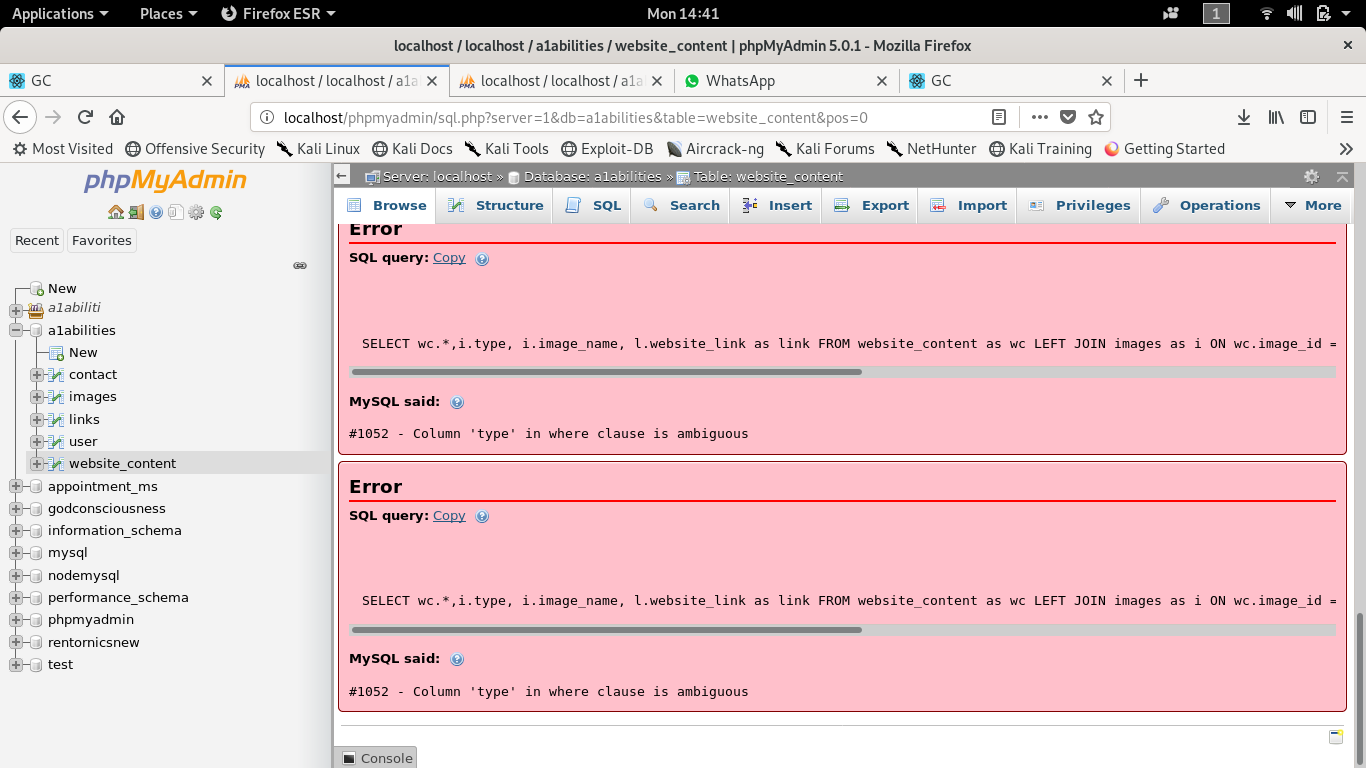 Applications Places Firefox ESR Mon 14:41 1
localhost / localhost / a1abilities / website_content | phpMyAdmin 5.0.1 - Mozilla Firefox
GC localhost / localhost / a1a localhost / localhost / a1a WhatsApp GC
localhost/phpmyadmin/sql.php?server=1&db=a1abilities&table=website_content&pos=0
Most Visited Offensive Security Kali Linux Kali Docs Kali Tools Exploit-DB Aircrack-ng Kali Forums NetHunter Kali Training Getting Started
phpMyAdmin
Recent Favorites
New
a1abiliti
a1abilities
New
contact
images
links
user
website_content
appointment_ms
godconsciousness
information_schema
mysql
nodemysql
performance_schema
phpmyadmin
rentornicsnew
test
Server: localhost » Database: a1abilities » Table: website_content
Browse Structure SQL Search Insert Export Import Privileges Operations More
Error
SQL query: Copy
SELECT wc.*,i.type, i.image_name, l.website_link as link FROM website_content as wc LEFT JOIN images as i ON wc.image_id =
MySQL said:
#1052 - Column 'type' in where clause is ambiguous
Error
SQL query: Copy
SELECT wc.*,i.type, i.image_name, l.website_link as link FROM website_content as wc LEFT JOIN images as i ON wc.image_id =
MySQL said:
#1052 - Column 'type' in where clause is ambiguous
Console